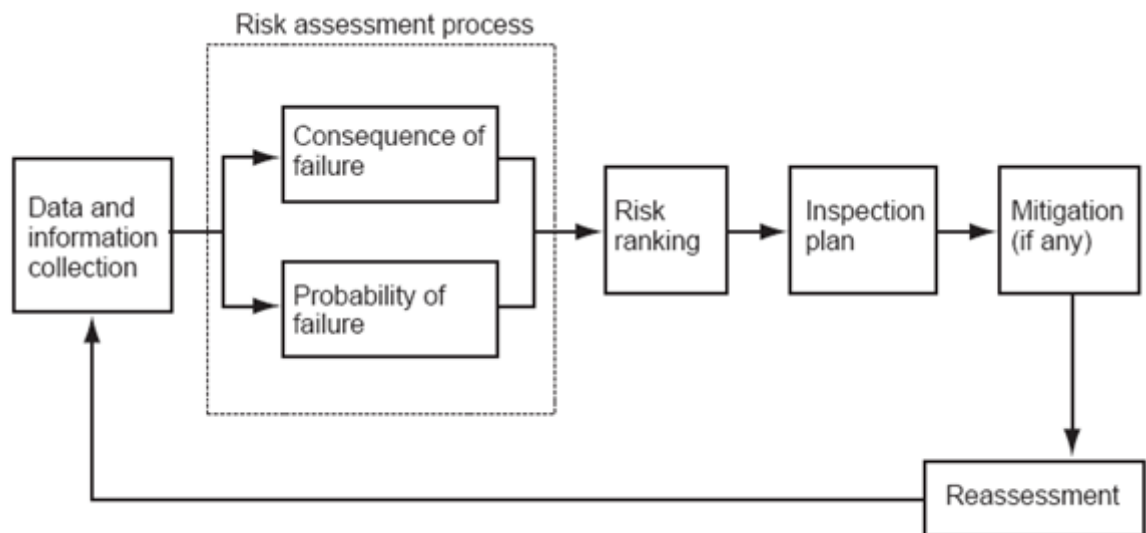 Risk assessment process
Data and
information
collection
Consequence of
failure
Probability of
failure
Risk
ranking
Inspection
plan
Mitigation
(if any)
Reassessment